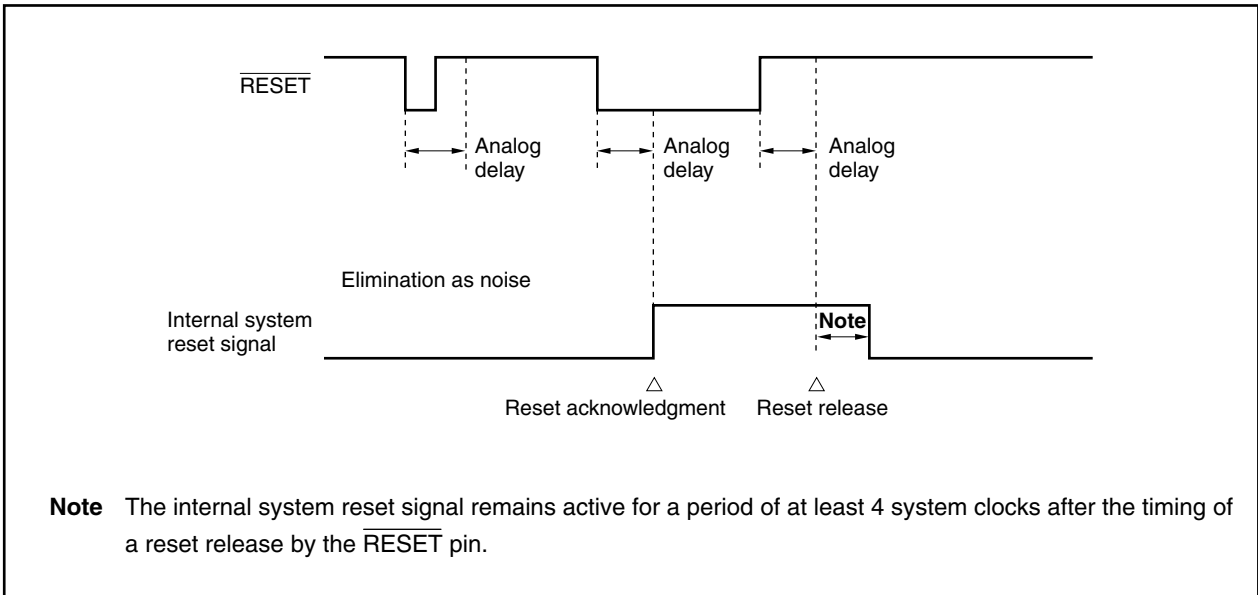 RESET
Analog
delay
Analog
delay
Analog
delay
Elimination as noise
Internal system
reset signal
Note
Reset acknowledgment
Reset release
Note The internal system reset signal remains active for a period of at least 4 system clocks after the timing of
a reset release by the RESET pin.